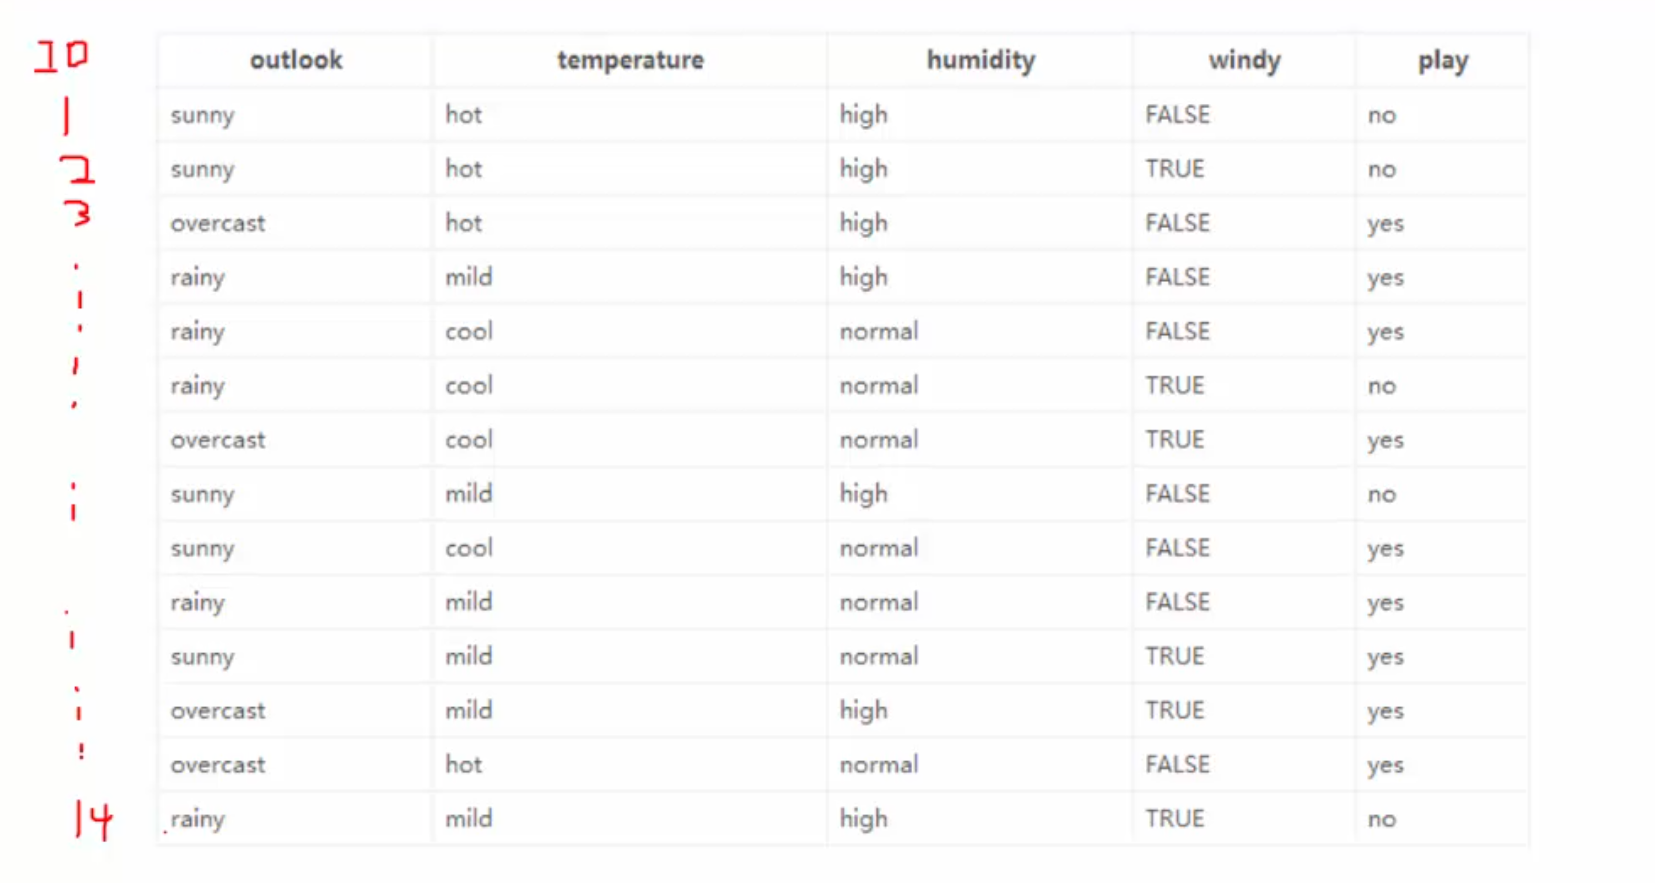 ID outlook temperature humidity windy play
1 sunny hot high FALSE no
2 sunny hot high TRUE no
3 overcast hot high FALSE yes
rainy mild high FALSE yes
rainy cool normal FALSE yes
rainy cool normal TRUE no
overcast cool normal TRUE yes
sunny mild high FALSE no
sunny cool normal FALSE yes
rainy mild normal FALSE yes
sunny mild normal TRUE yes
overcast mild high TRUE yes
overcast hot normal FALSE yes
14 rainy mild high TRUE no